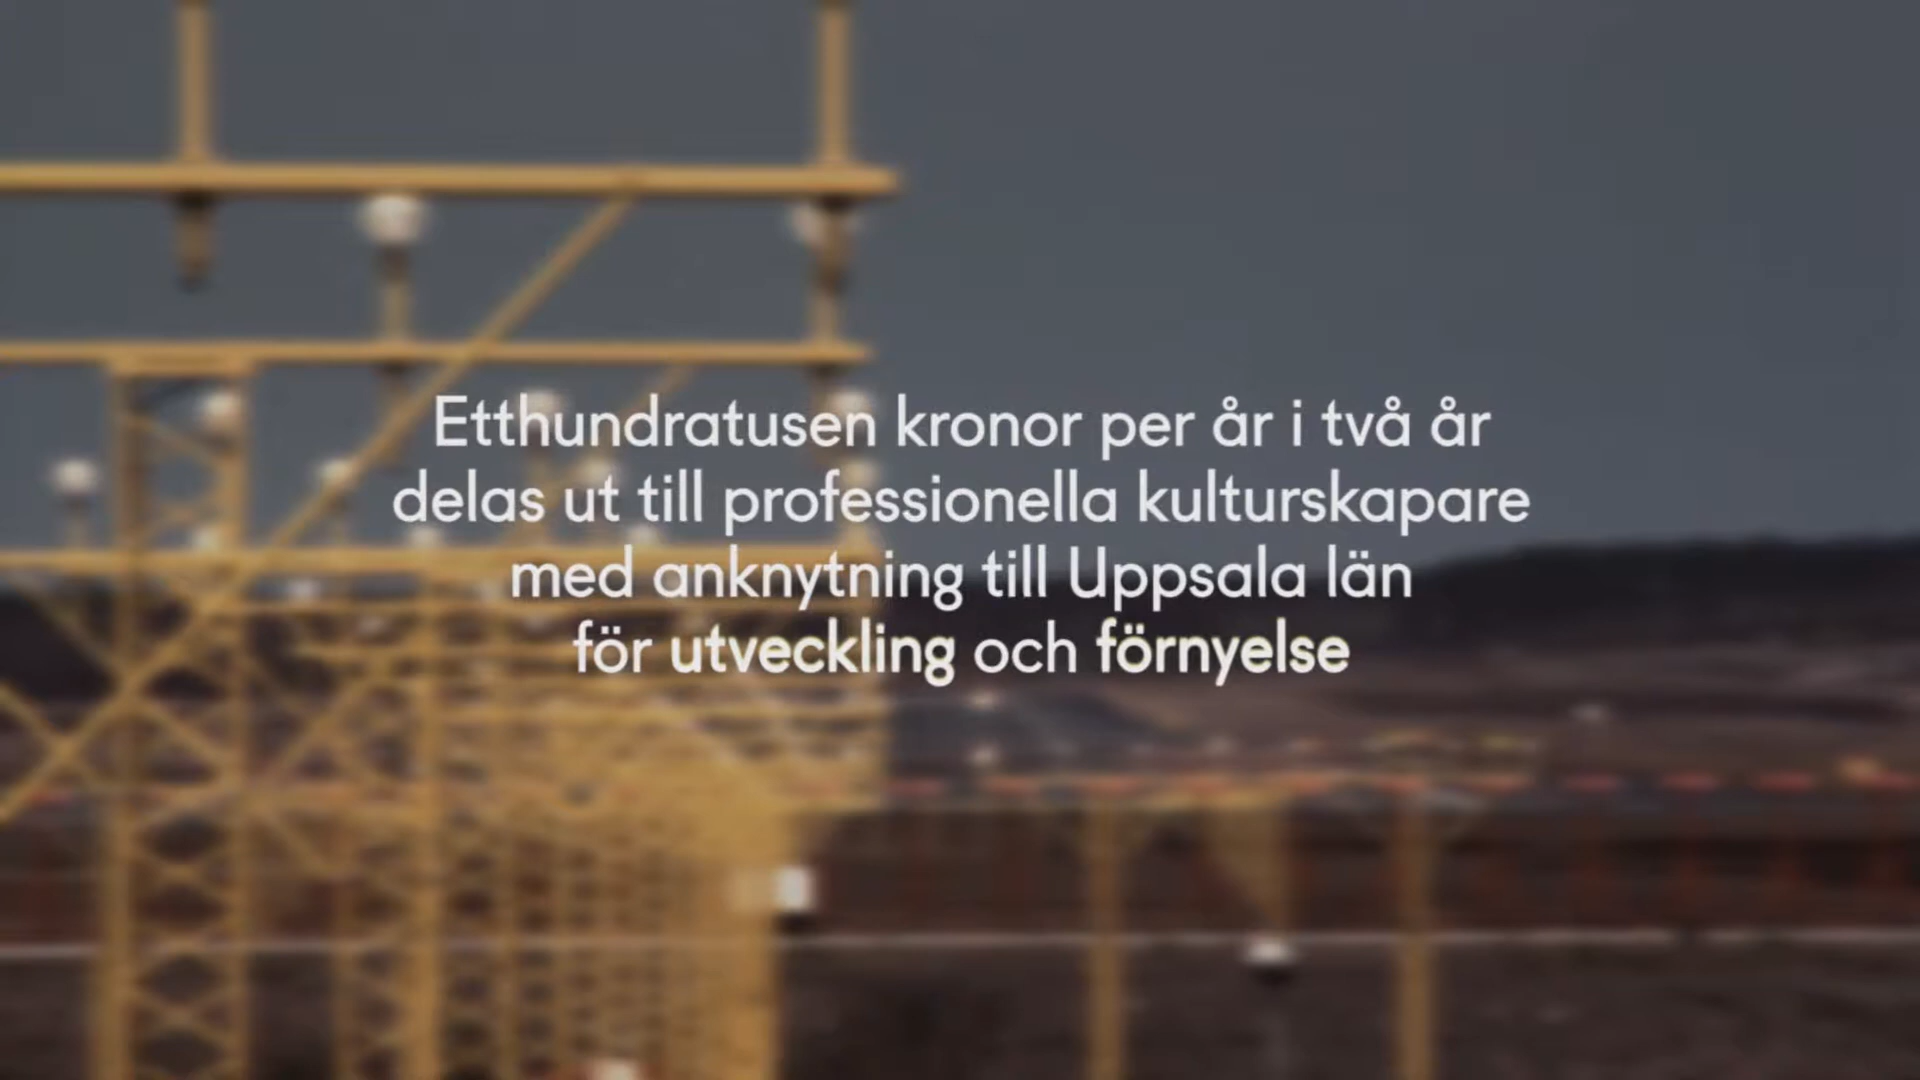 Etthundratusen kronor per år i två år
delas ut till professionella kulturskapare
med anknytning till Uppsala län
för utveckling och förnyelse